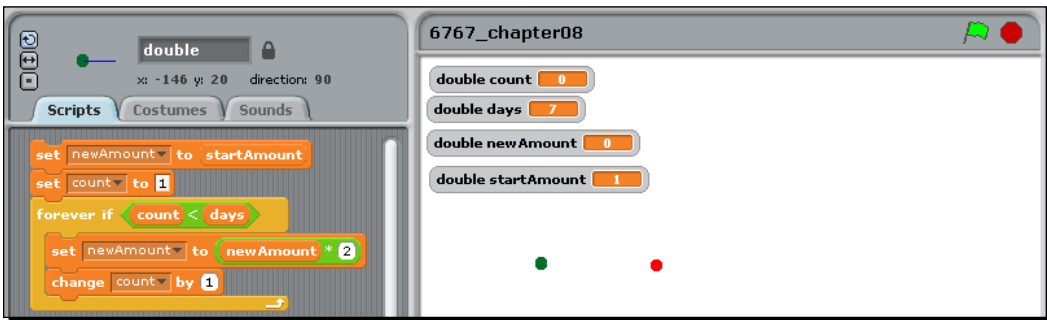 double
x: -146 y: 20 direction: 90
Scripts Costumes Sounds
set newAmount to startAmount
set count to 1
forever if count < days
set newAmount to newAmount * 2
change count by 1
6767_chapter08
double count 0
double days 7
double newAmount 0
double startAmount 1